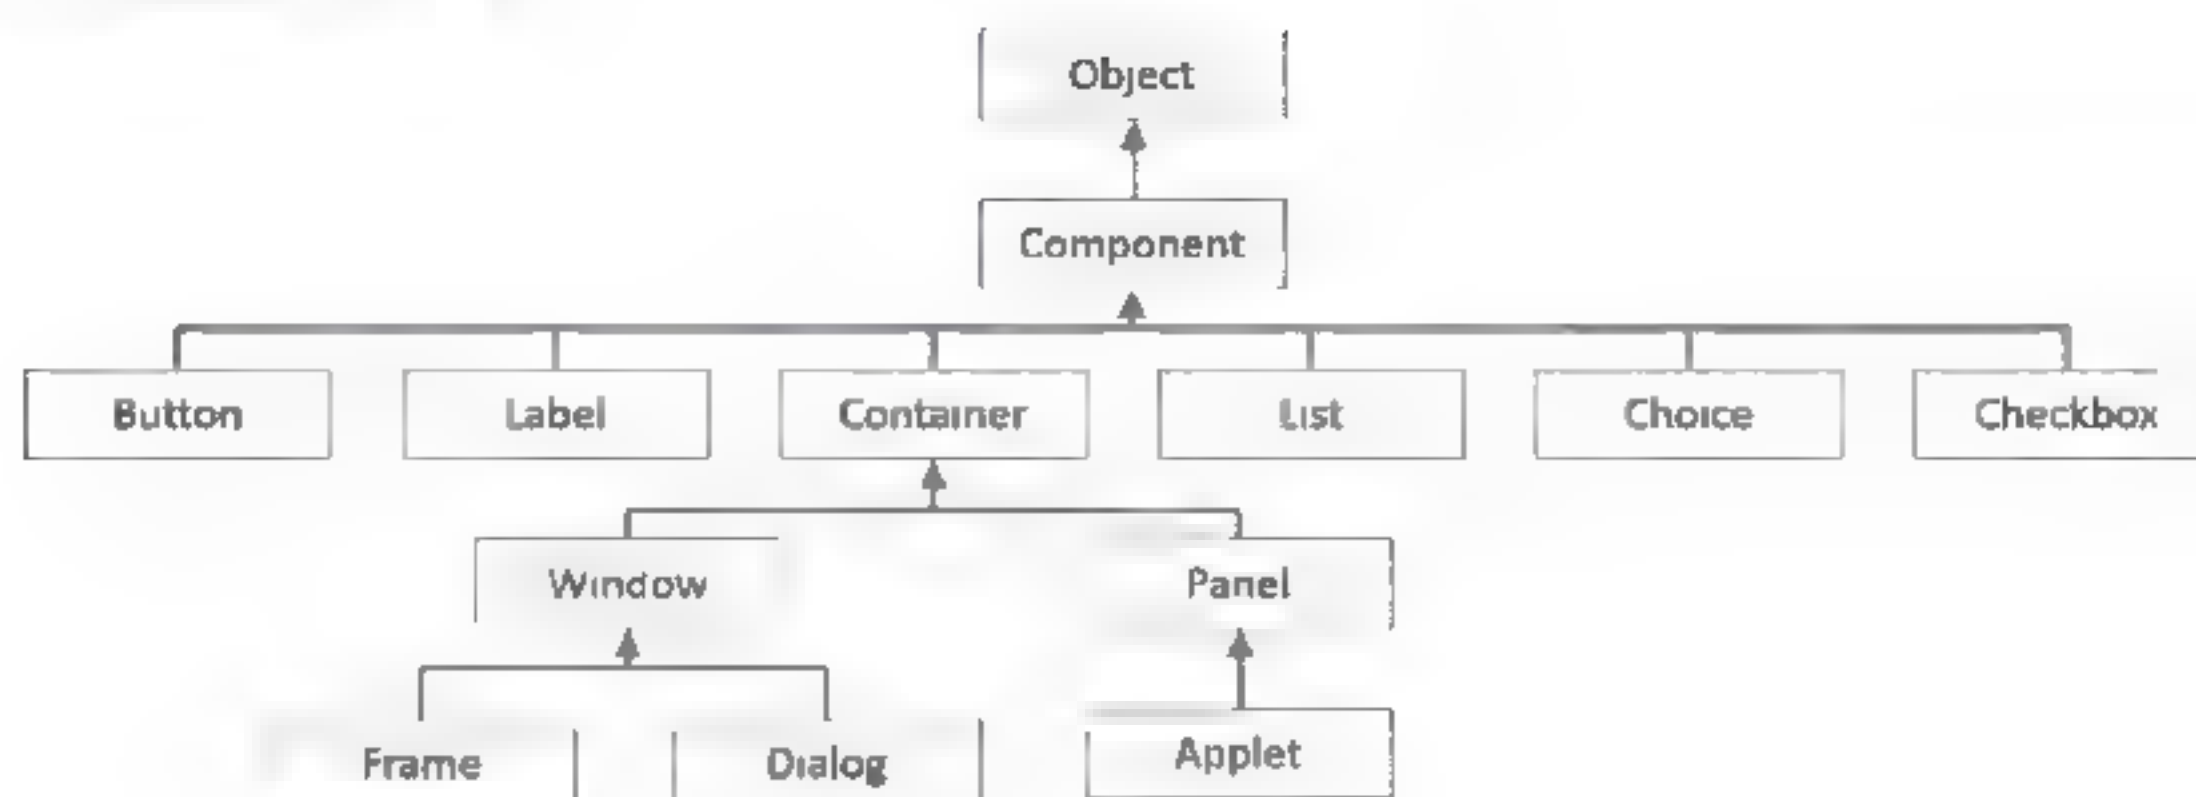 Object
Component
Button
Label
Container
List
Choice
Checkbox
Window
Panel
Frame
Dialog
Applet